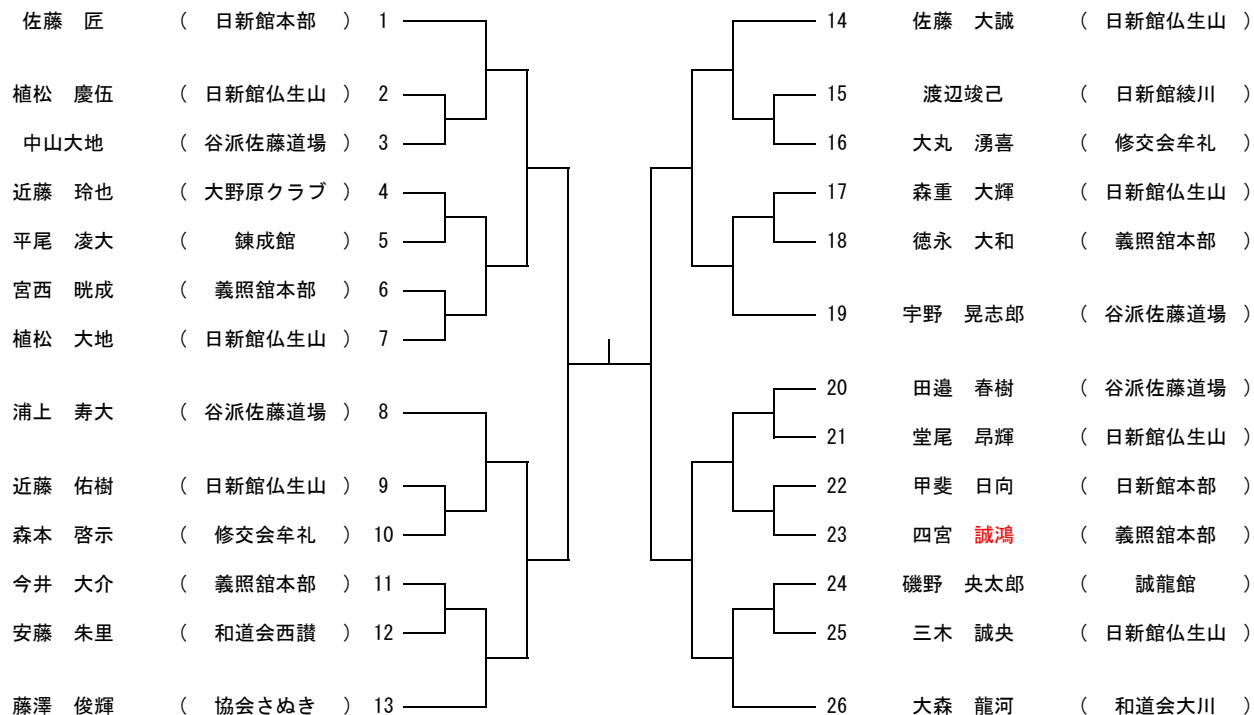 佐藤　匠 （ 日新館本部 ） 1
植松　慶伍 （ 日新館仏生山 ） 2
中山大地 （ 谷派佐藤道場 ） 3
近藤　玲也 （ 大野原クラブ ） 4
平尾　凌大 （ 錬成館 ） 5
宮西　晄成 （ 義照舘本部 ） 6
植松　大地 （ 日新館仏生山 ） 7
浦上　寿大 （ 谷派佐藤道場 ） 8
近藤　佑樹 （ 日新館仏生山 ） 9
森本　啓示 （ 修交会牟礼 ） 10
今井　大介 （ 義照舘本部 ） 11
安藤　朱里 （ 和道会西讃 ） 12
藤澤　俊輝 （ 協会さぬき ） 13
14 佐藤　大誠 （ 日新館仏生山 ）
15 渡辺竣己 （ 日新館綾川 ）
16 大丸　湧喜 （ 修交会牟礼 ）
17 森重　大輝 （ 日新館仏生山 ）
18 徳永　大和 （ 義照舘本部 ）
19 宇野　晃志郎 （ 谷派佐藤道場 ）
20 田邉　春樹 （ 谷派佐藤道場 ）
21 堂尾　昂輝 （ 日新館仏生山 ）
22 甲斐　日向 （ 日新館本部 ）
23 四宮　誠鴻 （ 義照舘本部 ）
24 磯野　央太郎 （ 誠龍館 ）
25 三木　誠央 （ 日新館仏生山 ）
26 大森　龍河 （ 和道会大川 ）